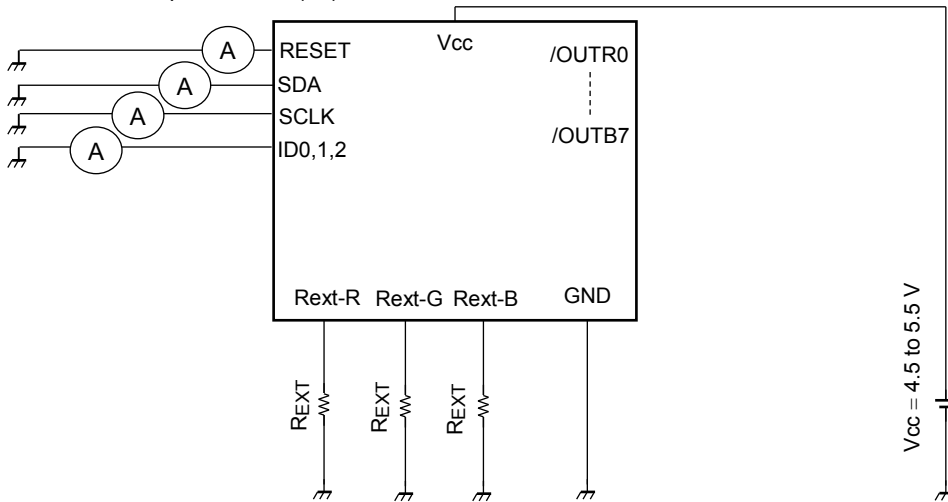 Vcc
A RESET /OUTR0
A SDA
A SCLK
/OUTB7
A ID0,1,2
Rext-R Rext-G Rext-B GND
REXT REXT REXT
Vcc = 4.5 to 5.5 V